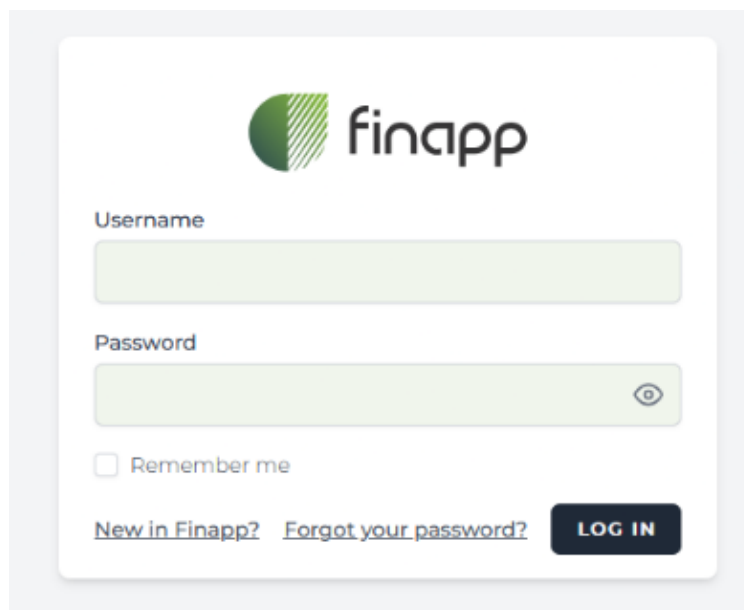 finapp
Username
Password
Remember me
New in Finapp? Forgot your password? LOG IN